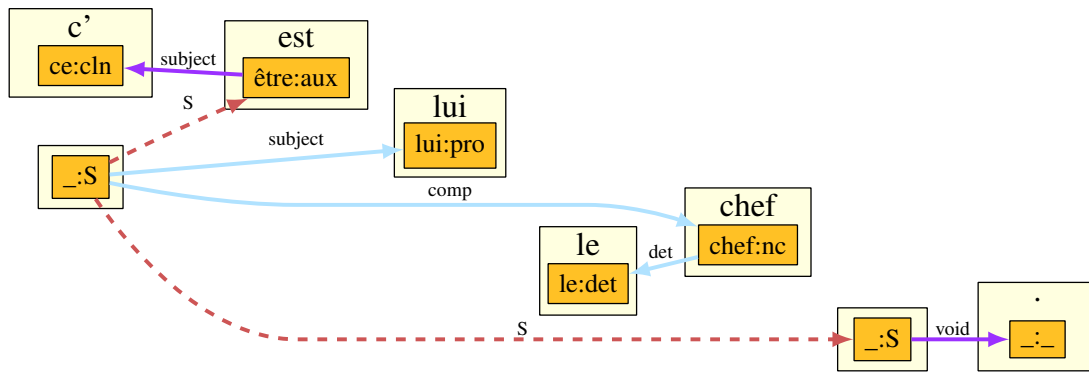 c’
ce:cln
subject
est
être:aux
S
lui
lui:pro
subject
_:S
comp
chef
chef:nc
le
le:det
det
S
_:S
void
.
_:_